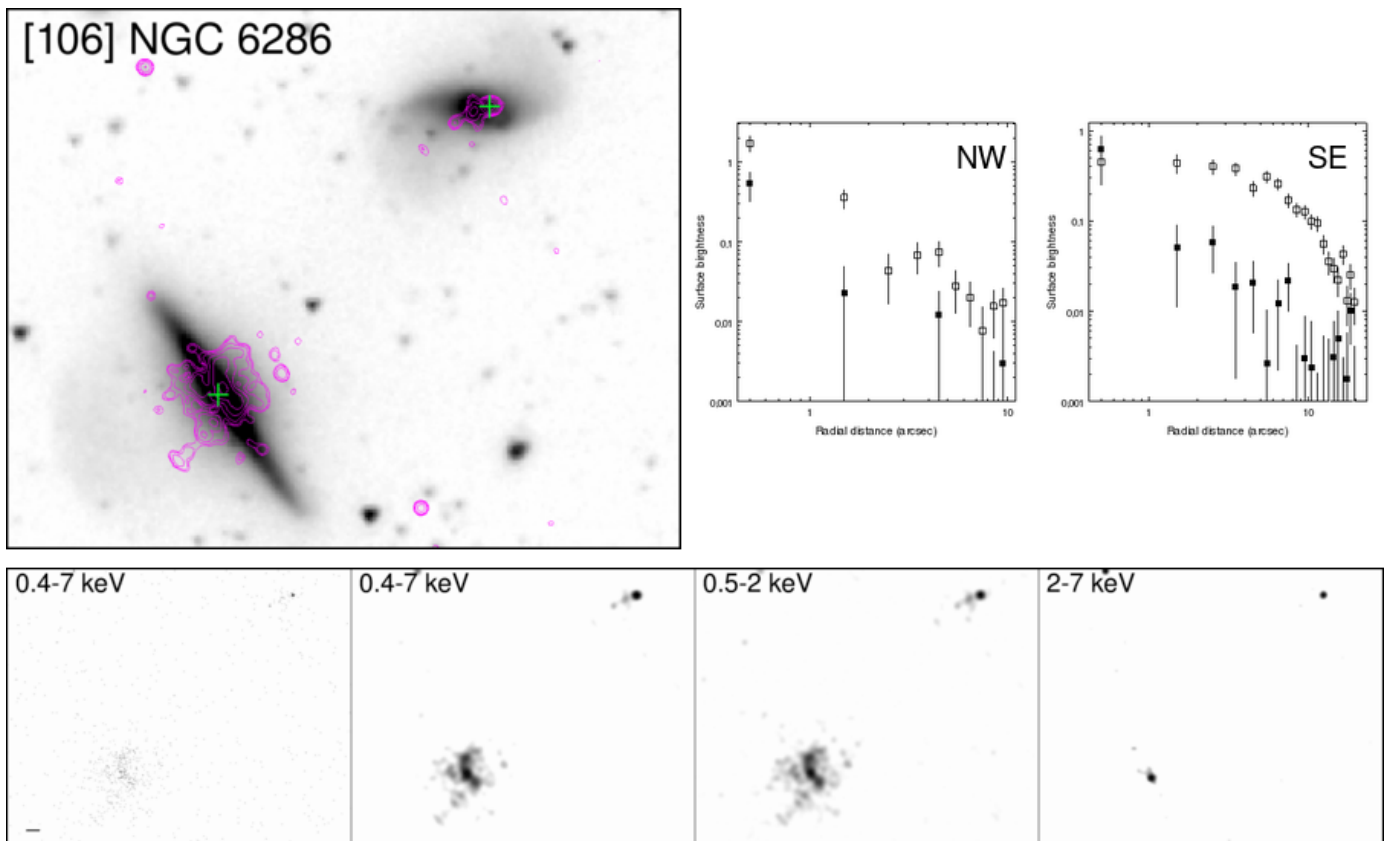 [106] NGC 6286
NW
Surface birghtness
1
0.1
0.01
0.001
1
10
Radial distance (arcsec)
SE
Surface birghtness
1
0.1
0.01
0.001
1
10
Radial distance (arcsec)
0.4-7 keV
0.4-7 keV
0.5-2 keV
2-7 keV